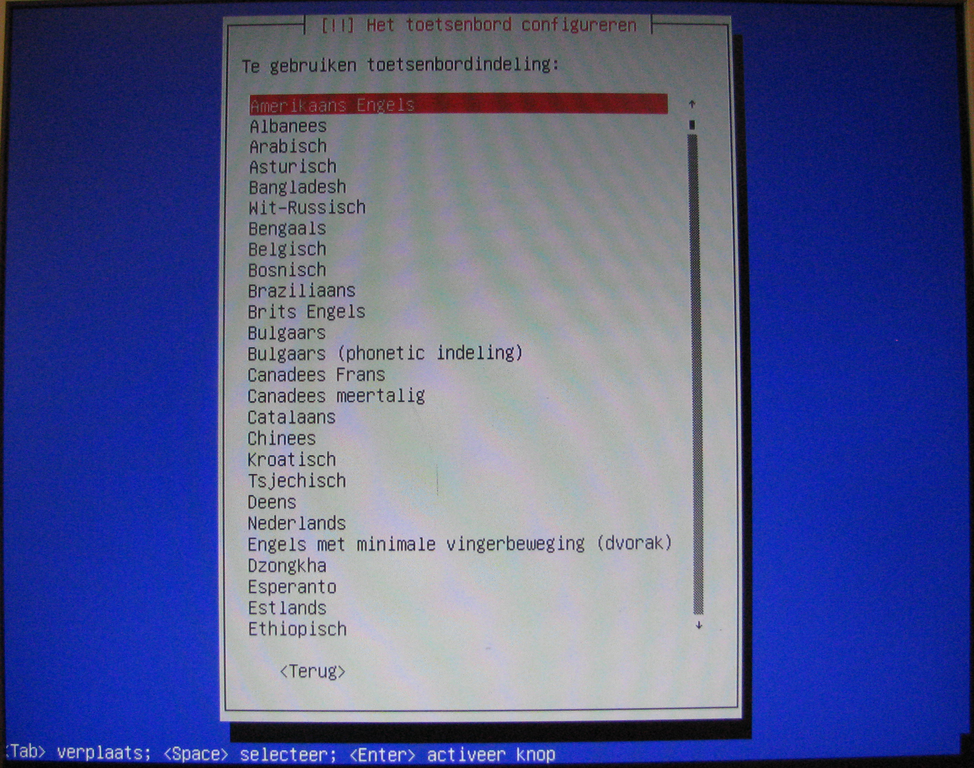 [!!] Het toetsenbord configureren
Te gebruiken toetsenbordindeling:
Amerikaans Engels
Albanees
Arabisch
Asturisch
Bangladesh
Wit-Russisch
Bengaals
Belgisch
Bosnisch
Braziliaans
Brits Engels
Bulgaars
Bulgaars (phonetic indeling)
Canadees Frans
Canadees meertalig
Catalaans
Chinees
Kroatisch
Tsjechisch
Deens
Nederlands
Engels met minimale vingerbeweging (dvorak)
Dzongkha
Esperanto
Estlands
Ethiopisch
<Terug>
<Tab> verplaats; <Space> selecteer; <Enter> activeer knop